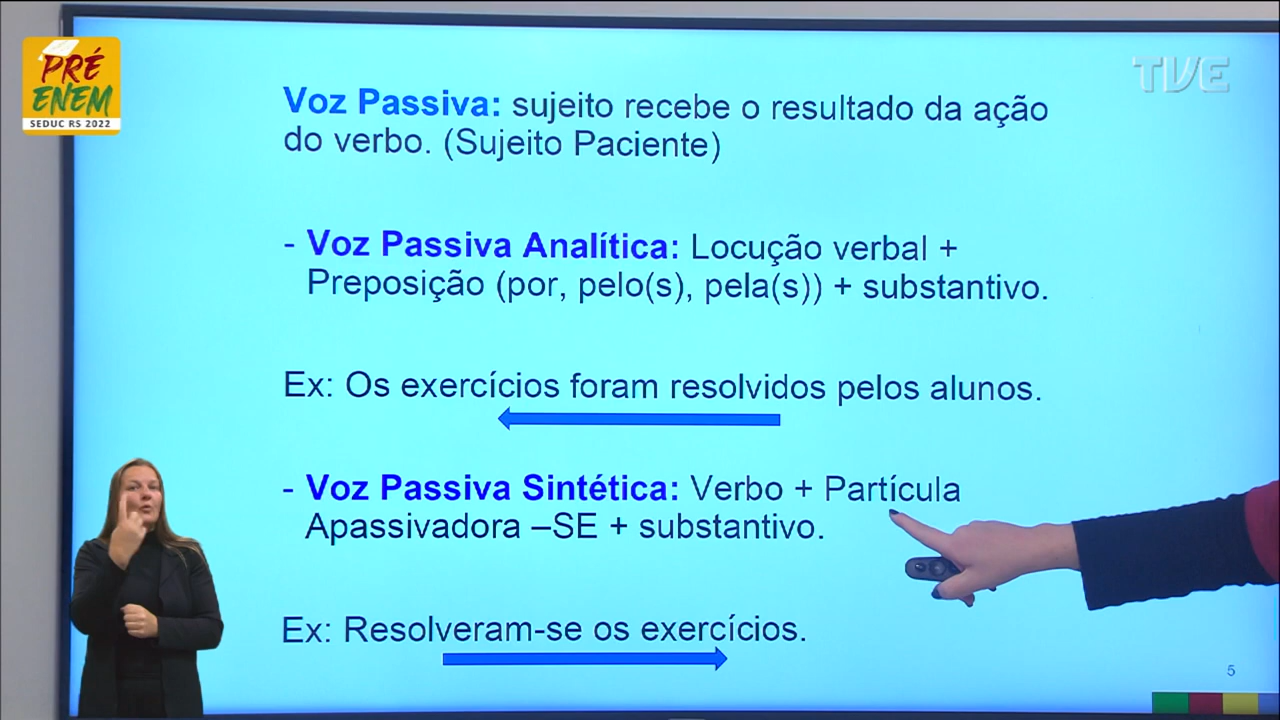 PRÉ
ENEM
SEDUC RS 2022
TVE
Voz Passiva: sujeito recebe o resultado da ação
do verbo. (Sujeito Paciente)
- Voz Passiva Analítica: Locução verbal +
Preposição (por, pelo(s), pela(s)) + substantivo.
Ex: Os exercícios foram resolvidos pelos alunos.
- Voz Passiva Sintética: Verbo + Partícula
Apassivadora –SE + substantivo.
Ex: Resolveram-se os exercícios.
5